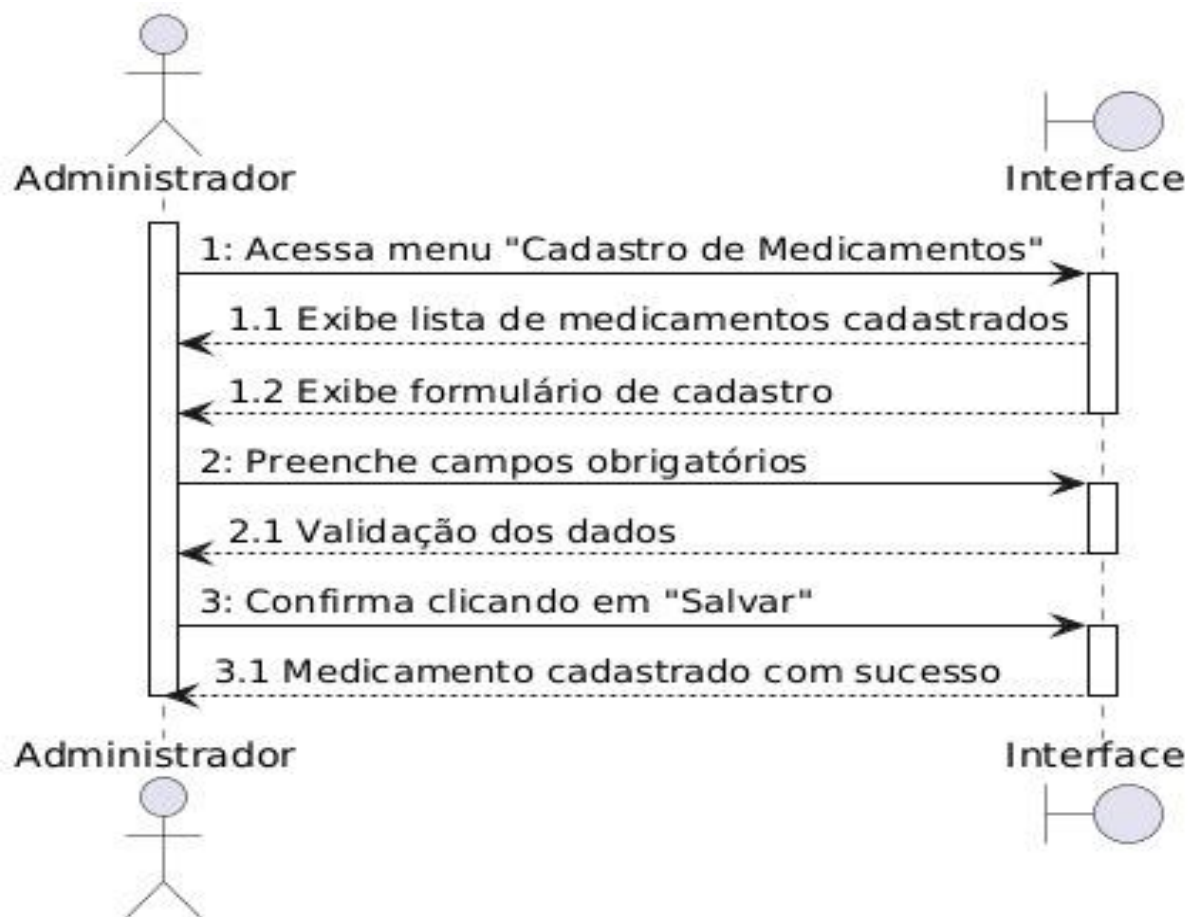 Administrador
Interface
1: Acessa menu "Cadastro de Medicamentos"
1.1 Exibe lista de medicamentos cadastrados
1.2 Exibe formulário de cadastro
2: Preenche campos obrigatórios
2.1 Validação dos dados
3: Confirma clicando em "Salvar"
3.1 Medicamento cadastrado com sucesso
Administrador
Interface